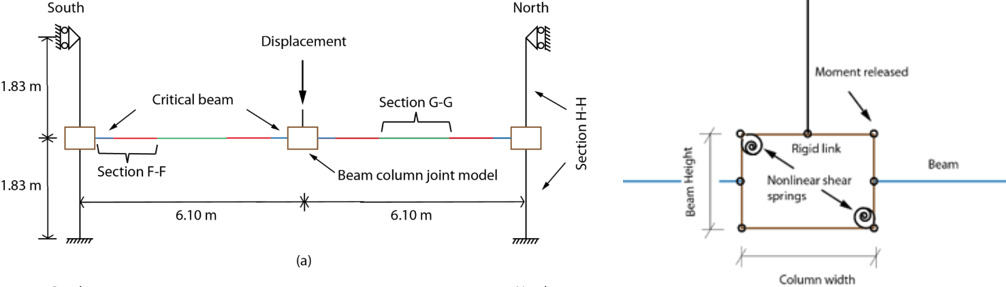 South
North
Displacement
1.83 m
Critical beam
Section G-G
Section H-H
Section F-F
Beam column joint model
1.83 m
6.10 m
6.10 m
(a)
Moment released
Rigid link
Beam Height
Nonlinear shear
springs
Beam
Column width